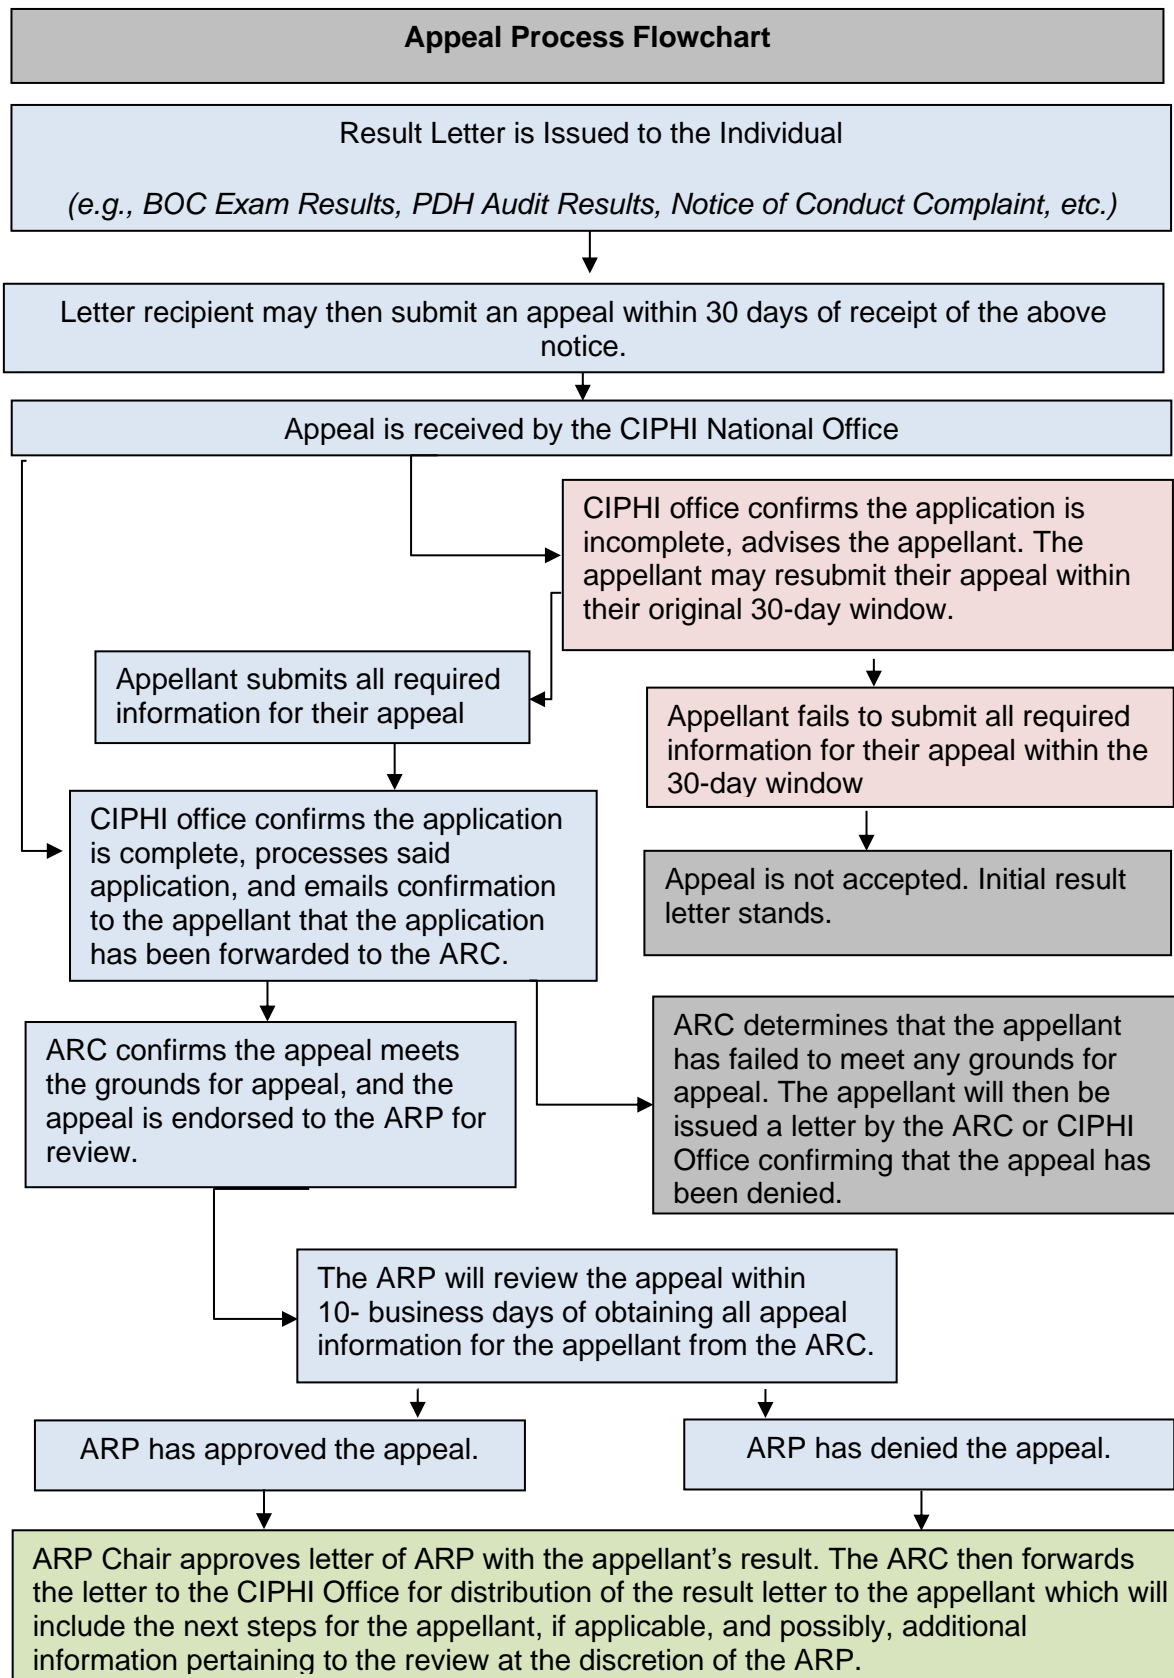 Appeal Process Flowchart
Result Letter is Issued to the Individual
(e.g., BOC Exam Results, PDH Audit Results, Notice of Conduct Complaint, etc.)
Letter recipient may then submit an appeal within 30 days of receipt of the above
notice.
Appeal is received by the CIPHI National Office
CIPHI office confirms the application is
incomplete, advises the appellant. The
appellant may resubmit their appeal within
their original 30-day window.
Appellant submits all required
information for their appeal
Appellant fails to submit all required
information for their appeal within the
30-day window
CIPHI office confirms the application
is complete, processes said
application, and emails confirmation
to the appellant that the application
has been forwarded to the ARC.
Appeal is not accepted. Initial result
letter stands.
ARC confirms the appeal meets
the grounds for appeal, and the
appeal is endorsed to the ARP for
review.
ARC determines that the appellant
has failed to meet any grounds for
appeal. The appellant will then be
issued a letter by the ARC or CIPHI
Office confirming that the appeal has
been denied.
The ARP will review the appeal within
10- business days of obtaining all appeal
information for the appellant from the ARC.
ARP has approved the appeal.
ARP has denied the appeal.
ARP Chair approves letter of ARP with the appellant's result. The ARC then forwards
the letter to the CIPHI Office for distribution of the result letter to the appellant which will
include the next steps for the appellant, if applicable, and possibly, additional
information pertaining to the review at the discretion of the ARP.